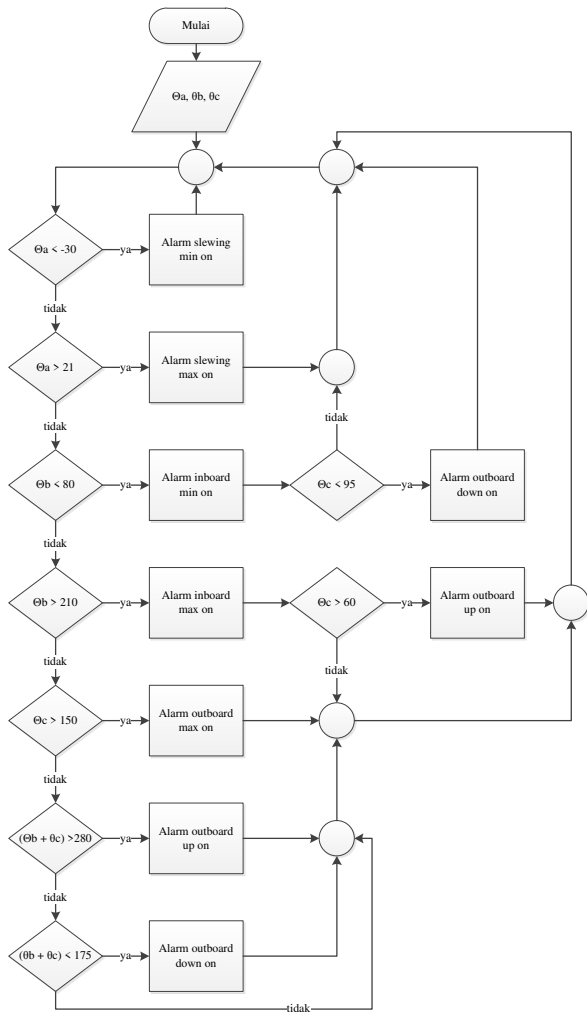 Mulai
Θa, θb, θc
Θa < -30
ya
Alarm slewing
min on
tidak
Θa > 21
ya
Alarm slewing
max on
tidak
tidak
Θb < 80
ya
Alarm inboard
min on
Θc < 95
ya
Alarm outboard
down on
tidak
Θb > 210
ya
Alarm inboard
max on
Θc > 60
ya
Alarm outboard
up on
tidak
tidak
Θc > 150
ya
Alarm outboard
max on
tidak
(Θb + θc) >280
ya
Alarm outboard
up on
tidak
(θb + θc) < 175
ya
Alarm outboard
down on
tidak